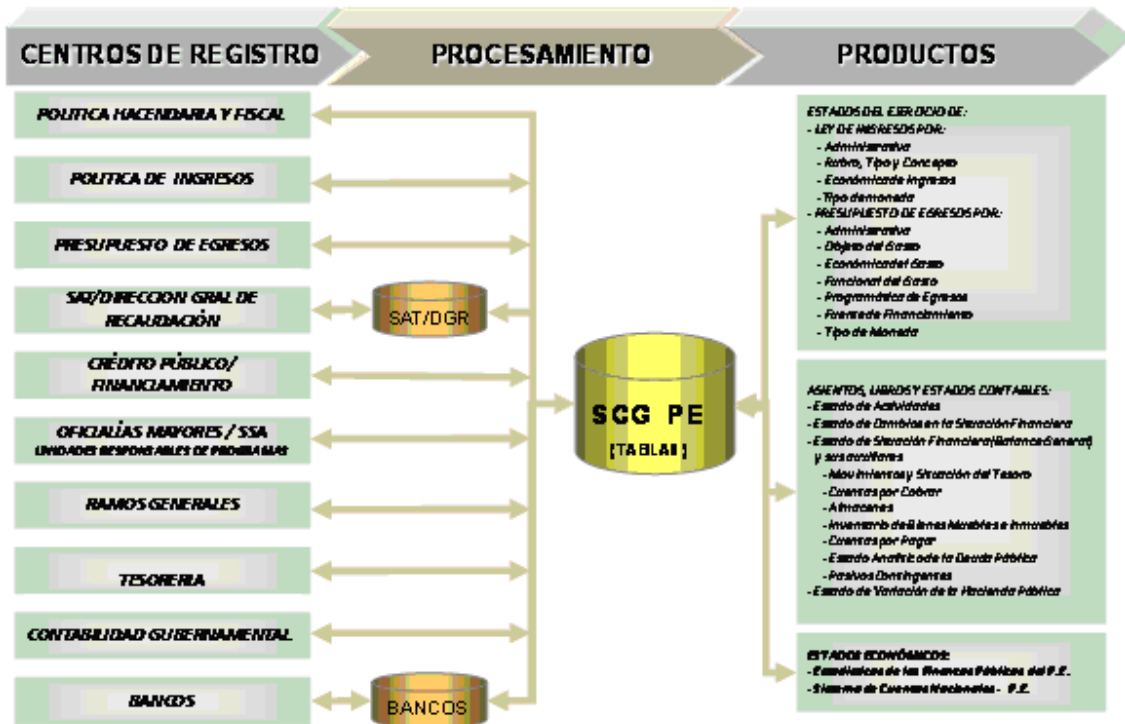 CENTROS DE REGISTRO
PROCESAMIENTO
PRODUCTOS
POLITICA HACENDARIA Y FISCAL
POLITICA DE INGRESOS
PRESUPUESTO DE EGRESOS
SAT/DIRECCION GRAL DE
RECAUDACIÓN
CRÉDITO PÚBLICO/
FINANCIAMIENTO
OFICIALÍAS MAYORES / SSA
UNIDADES RESPONSABLES DE PROGRAMAS
RAMOS GENERALES
TESORERIA
CONTABILIDAD GUBERNAMENTAL
BANCOS
SAT/DGR
BANCOS
SCG PE
(TABLAS)
ESTADOS DEL EJERCICIO DE:
- LEY DE INGRESOS POR:
- Administrativa
- Rubro, Tipo y Concepto
- Económica de Ingresos
- Tipo de moneda
- PRESUPUESTO DE EGRESOS POR:
- Administrativa
- Objeto del Gasto
- Económica del Gasto
- Funcional del Gasto
- Programática de Egresos
- Fuente de Financiamiento
- Tipo de Moneda
ASIENTOS, LIBROS Y ESTADOS CONTABLES:
- Estado de Actividades
- Estado de Cambios en la Situación Financiera
- Estado de Situación Financiera (Balance General)
y sus auxiliares
- Movimientos y Situación del Tesoro
- Cuentas por Cobrar
- Almacenes
- Inventario de Bienes Muebles e Inmuebles
- Cuentas por Pagar
- Estado Analítico de la Deuda Pública
- Pasivos Contingentes
- Estado de Variación de la Hacienda Pública
ESTADOS ECONÓMICOS:
- Estadísticas de las Finanzas Públicas del P.E.
- Sistema de Cuentas Nacionales - P.E.